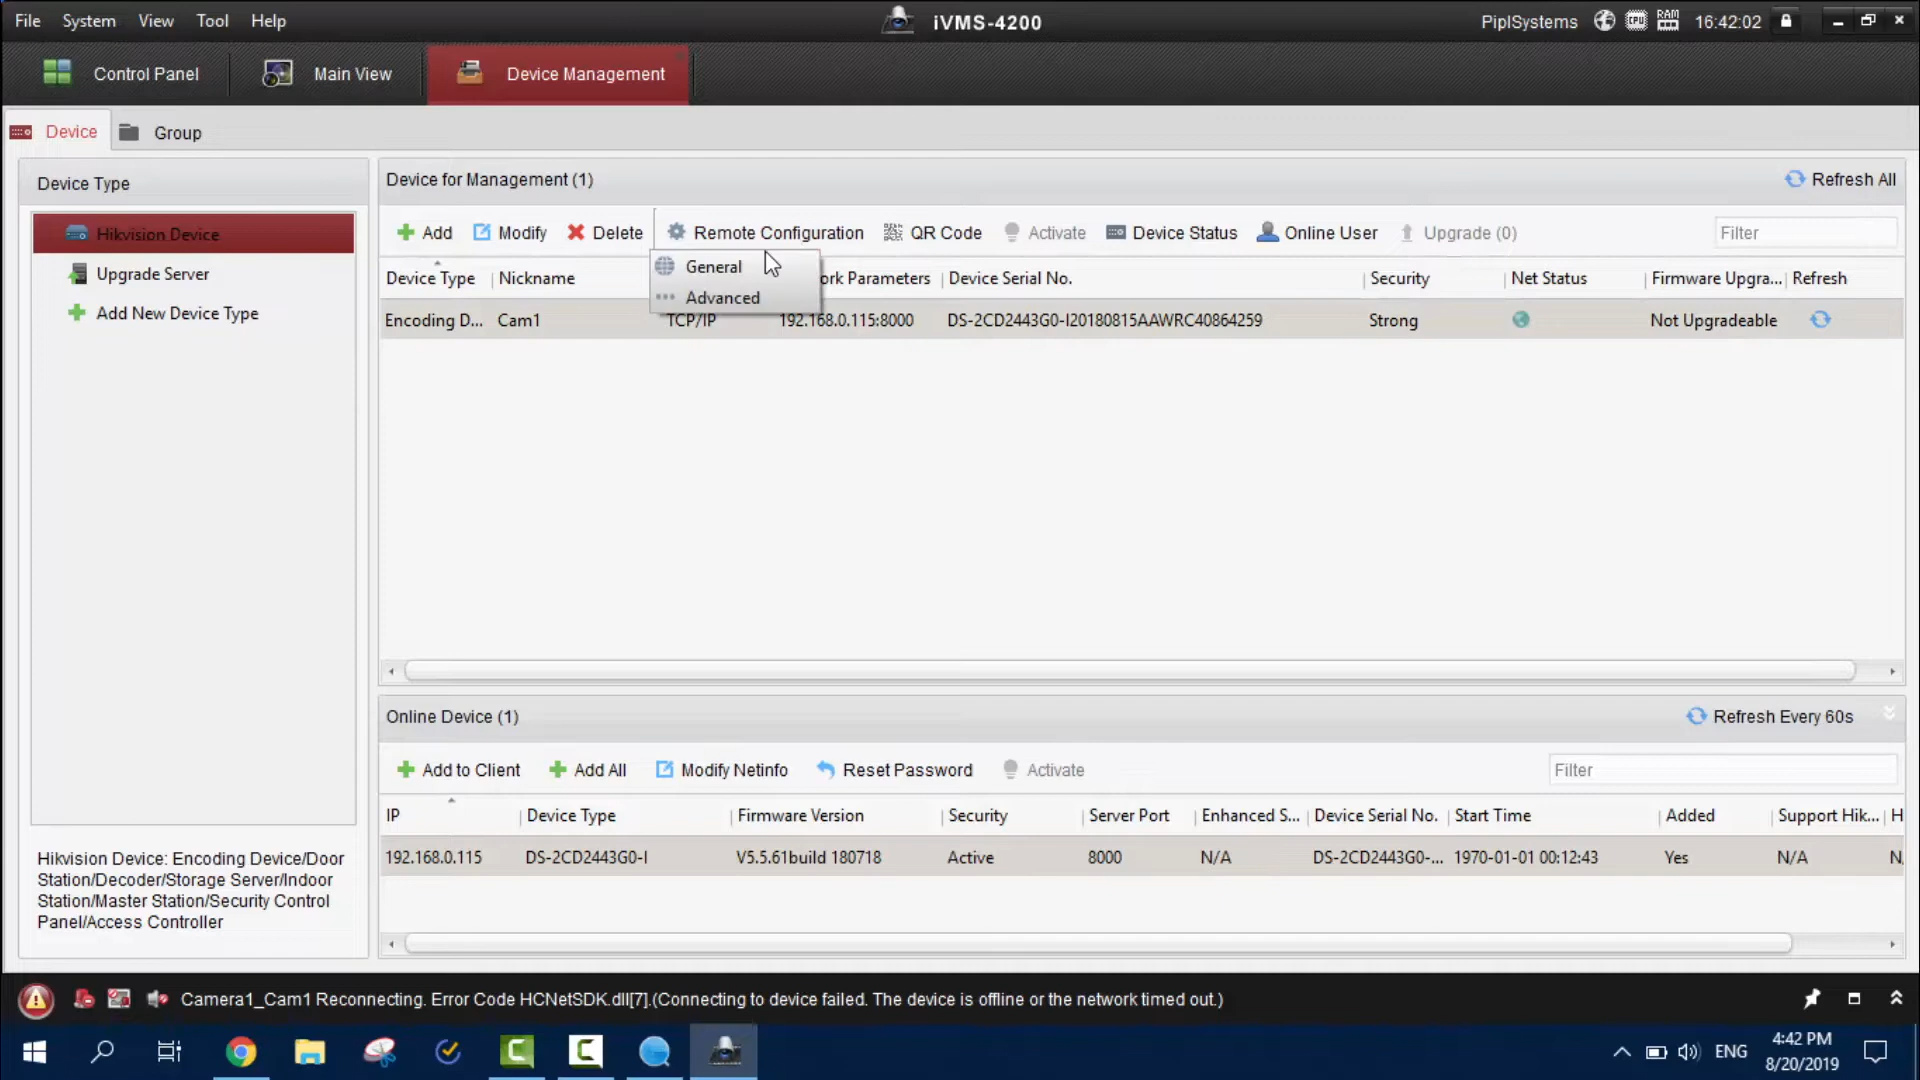 File System View Tool Help
iVMS-4200
PiplSystems CPU RAM 16:42:02
Control Panel Main View Device Management
Device Group
Device Type
Hikvision Device
Upgrade Server
Add New Device Type
Hikvision Device: Encoding Device/Door
Station/Decoder/Storage Server/Indoor
Station/Master Station/Security Control
Panel/Access Controller
Device for Management (1) Refresh All
Add Modify Delete Remote Configuration QR Code Activate Device Status Online User Upgrade (0) Filter
General
Advanced
Device Type Nickname ork Parameters Device Serial No. Security Net Status Firmware Upgra... Refresh
Encoding D... Cam1 TCP/IP 192.168.0.115:8000 DS-2CD2443G0-I20180815AAWRC40864259 Strong Not Upgradeable
Online Device (1) Refresh Every 60s
Add to Client Add All Modify Netinfo Reset Password Activate Filter
IP Device Type Firmware Version Security Server Port Enhanced S... Device Serial No. Start Time Added Support Hik... H
192.168.0.115 DS-2CD2443G0-I V5.5.61build 180718 Active 8000 N/A DS-2CD2443G0-... 1970-01-01 00:12:43 Yes N/A N
Camera1_Cam1 Reconnecting. Error Code HCNetSDK.dll[7].(Connecting to device failed. The device is offline or the network timed out.)
ENG
4:42 PM
8/20/2019